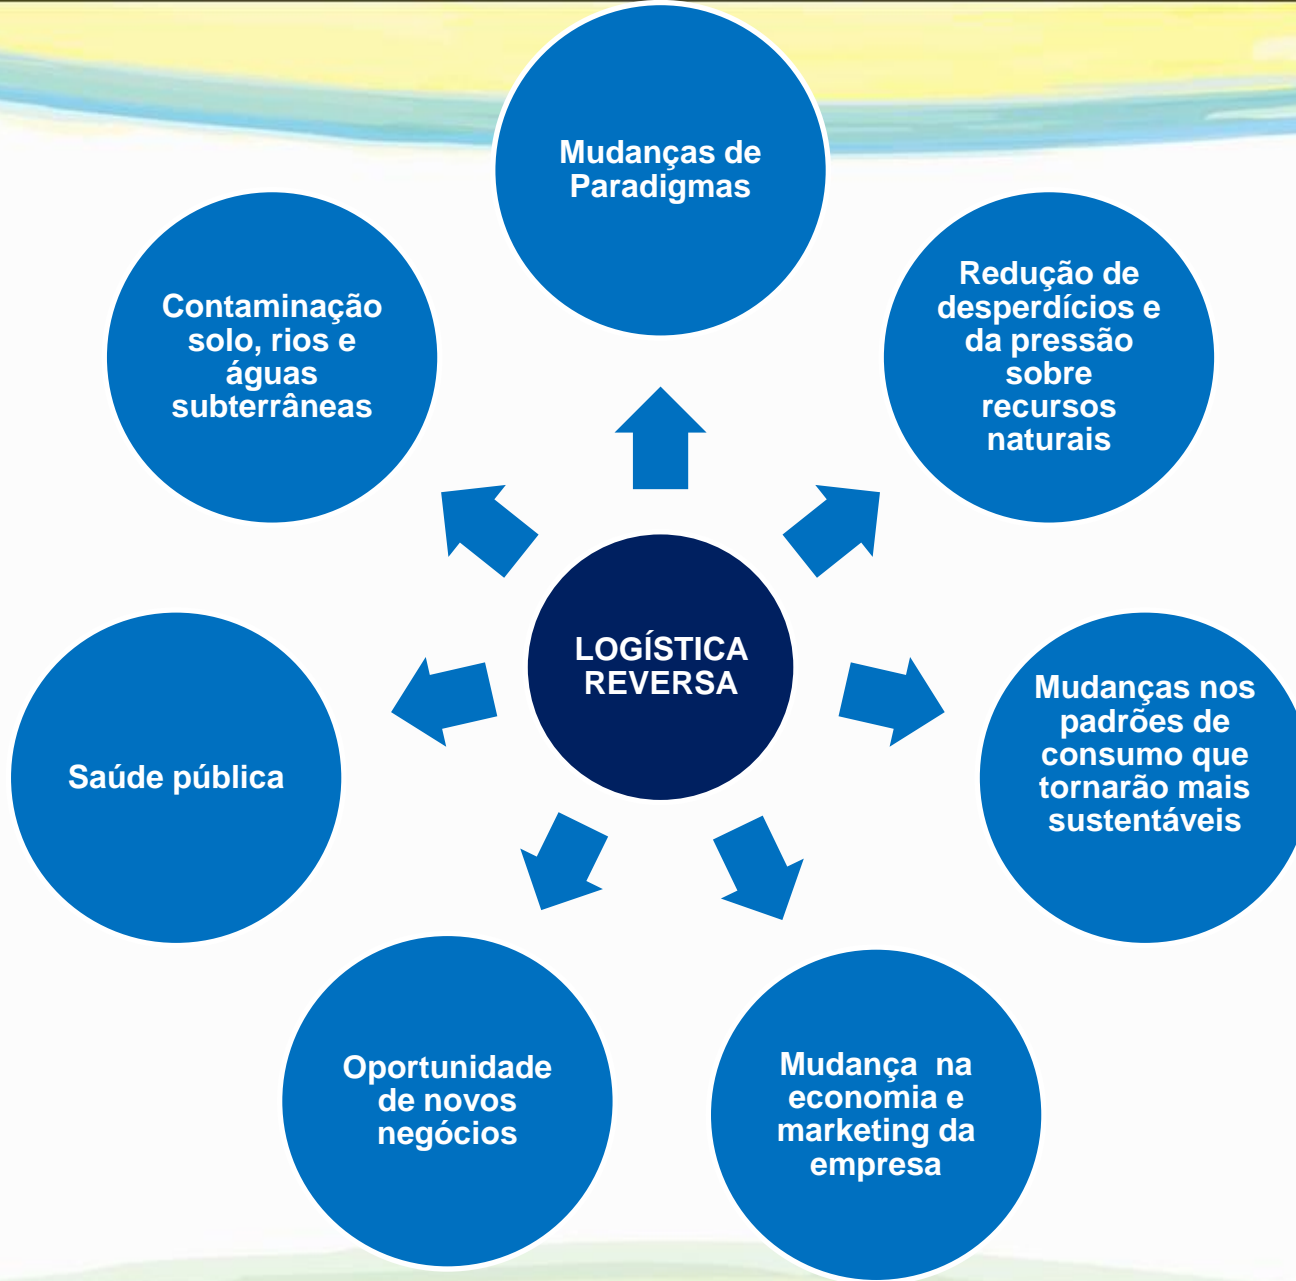 Mudanças de
Paradigmas
Redução de
desperdícios e
da pressão
sobre
recursos
naturais
Mudanças nos
padrões de
consumo que
tornarão mais
sustentáveis
Mudança  na
economia e
marketing da
empresa
Oportunidade
de novos
negócios
Saúde pública
Contaminação
solo, rios e
águas
subterrâneas
LOGÍSTICA
REVERSA